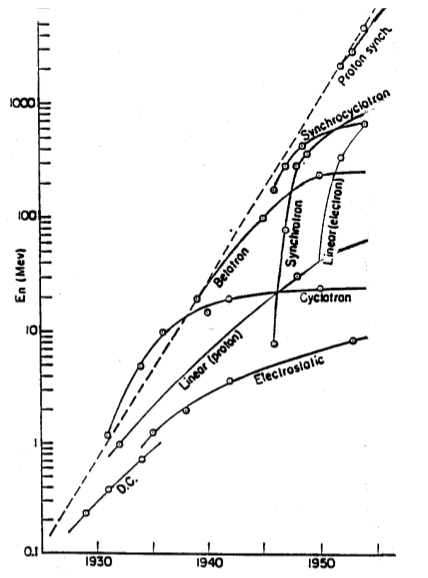 Proton synch.
1000
Synchrocyclotron
100
Betatron
Synchrotron
Linear(electron)
En (Mev)
Cyclotron
10
Linear (proton)
Electrostatic
1
D.C.
0.1
1930
1940
1950